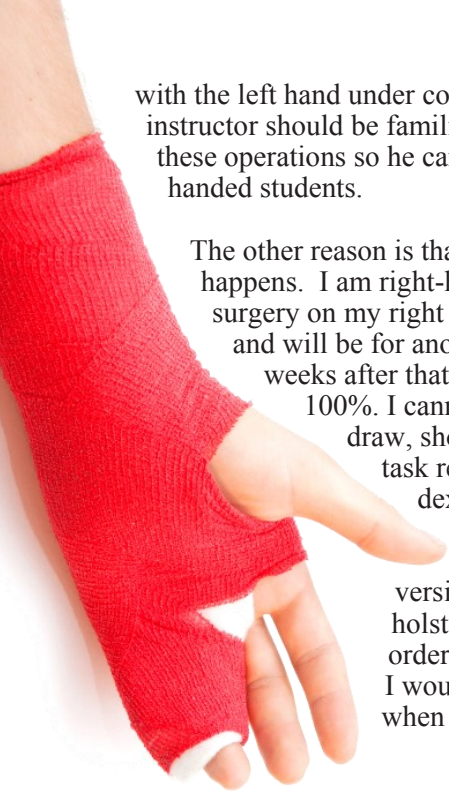 with the left hand under co
instructor should be famili
these operations so he ca
handed students.
The other reason is tha
happens. I am right-h
surgery on my right
and will be for ano
weeks after that
100%. I cann
draw, sho
task re
dex
versi
holst
order
I wou
when